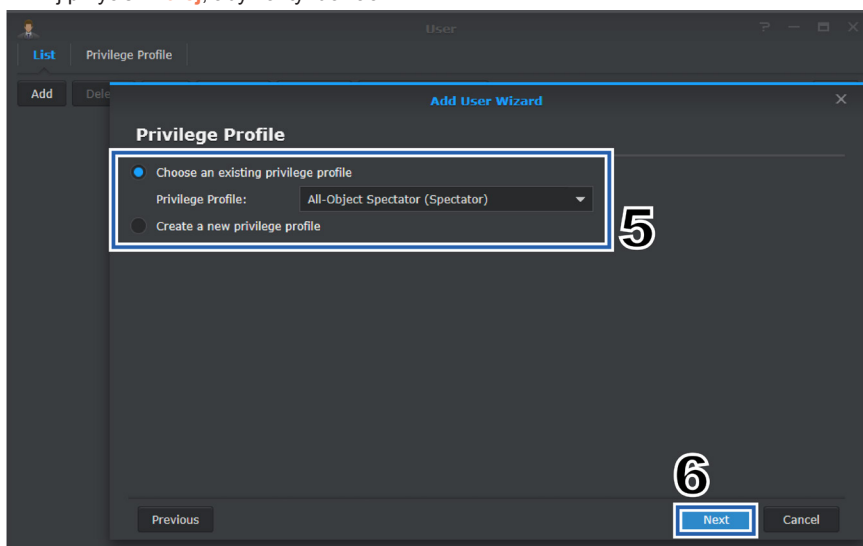 User
List Privilege Profile
Add Dele
Add User Wizard
Privilege Profile
Choose an existing privilege profile
Privilege Profile: All-Object Spectator (Spectator)
Create a new privilege profile
5
6
Previous Next Cancel